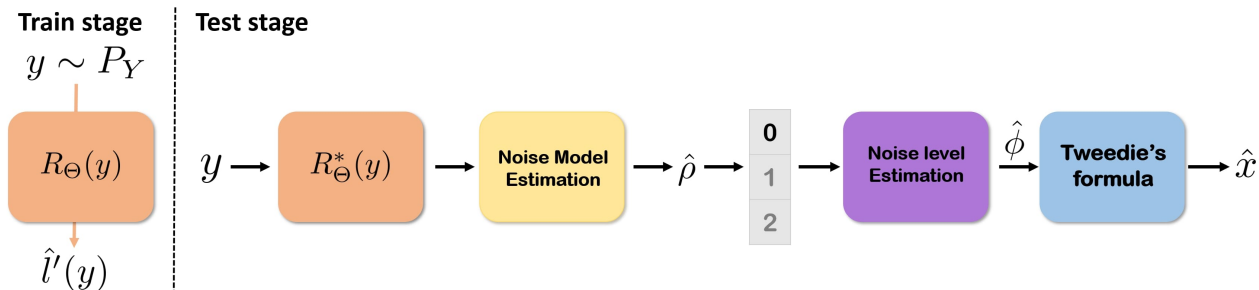 Train stage
y ∼ P_Y
R_Θ(y)
l̂′(y)
Test stage
y
R*_Θ(y)
Noise Model
Estimation
ρ̂
0
1
2
Noise level
Estimation
ϕ̂
Tweedie's
formula
x̂